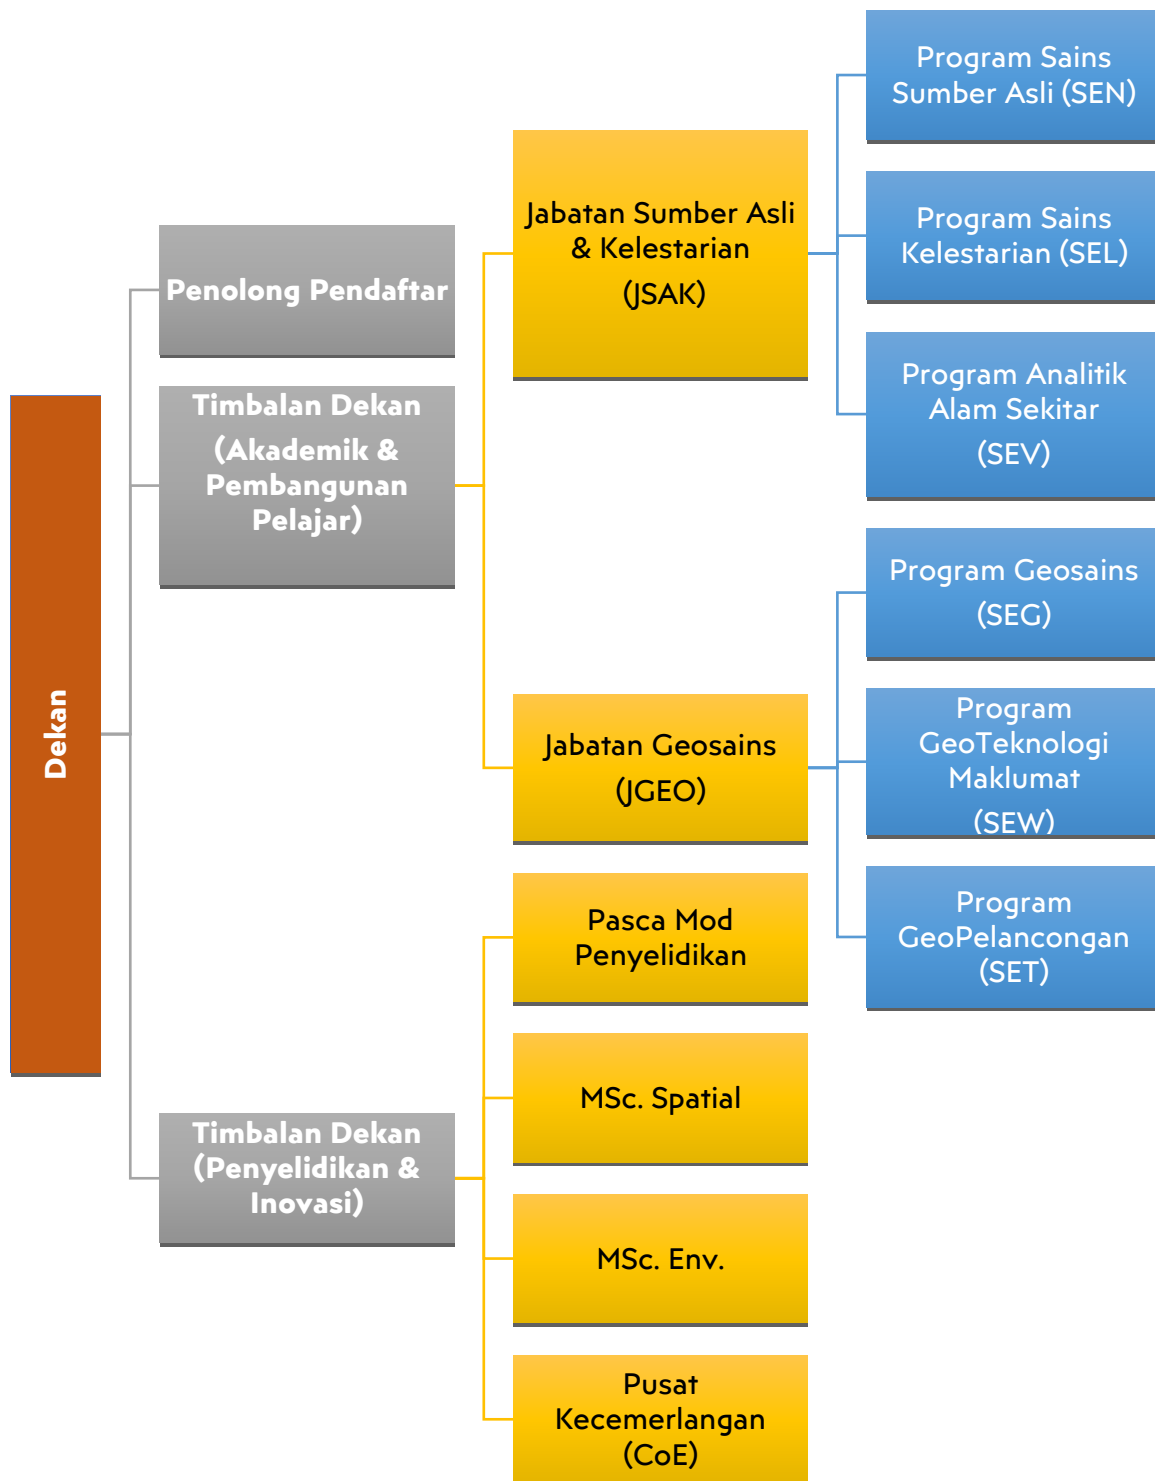 Dekan
Penolong Pendaftar
Timbalan Dekan
(Akademik &
Pembangunan
Pelajar)
Jabatan Sumber Asli
& Kelestarian
(JSAK)
Program Sains
Sumber Asli (SEN)
Program Sains
Kelestarian (SEL)
Program Analitik
Alam Sekitar
(SEV)
Jabatan Geosains
(JGEO)
Program Geosains
(SEG)
Program
GeoTeknologi
Maklumat
(SEW)
Program
GeoPelancongan
(SET)
Timbalan Dekan
(Penyelidikan &
Inovasi)
Pasca Mod
Penyelidikan
MSc. Spatial
MSc. Env.
Pusat
Kecemerlangan
(CoE)